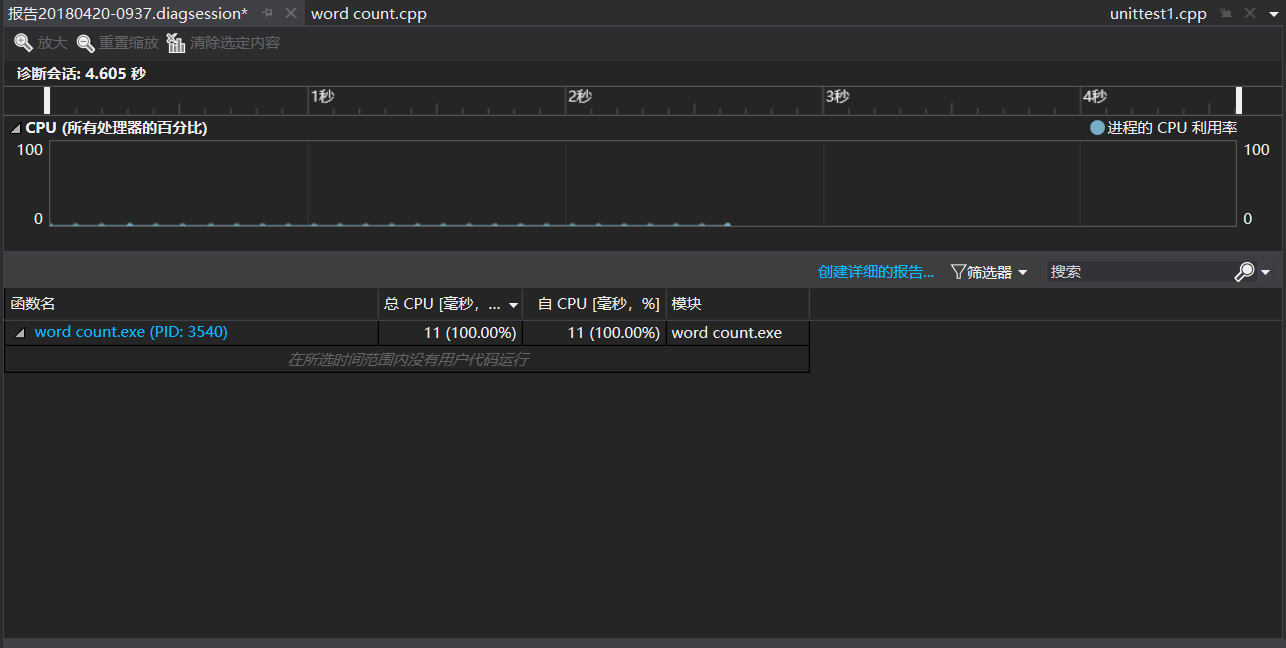 报告20180420-0937.diagsession* word count.cpp unittest1.cpp
放大 重置缩放 清除选定内容
诊断会话: 4.605 秒
1秒 2秒 3秒 4秒
CPU (所有处理器的百分比) 进程的 CPU 利用率
100 100
0 0
创建详细的报告... 筛选器 搜索
函数名 总 CPU [毫秒，... 自 CPU [毫秒，%] 模块
word count.exe (PID: 3540) 11 (100.00%) 11 (100.00%) word count.exe
在所选时间范围内没有用户代码运行